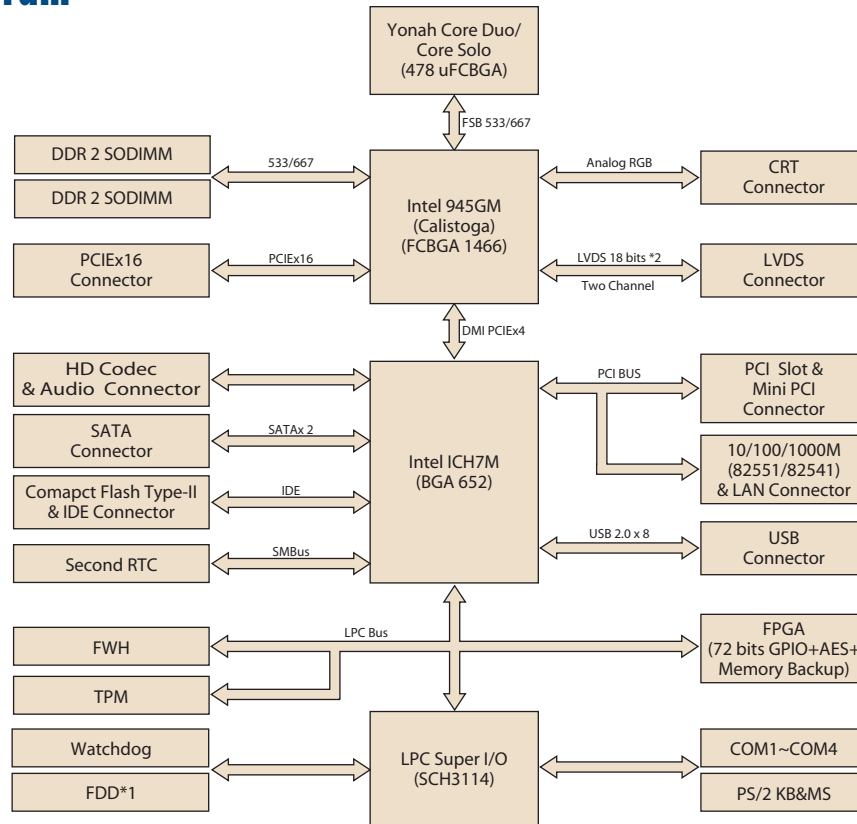 Yonah Core Duo/
Core Solo
(478 uFCBGA)
FSB 533/667
DDR 2 SODIMM
DDR 2 SODIMM
533/667
Intel 945GM
(Calistoga)
(FCBGA 1466)
Analog RGB
CRT
Connector
PCIEx16
Connector
PCIEx16
LVDS 18 bits *2
Two Channel
LVDS
Connector
DMI PCIEx4
HD Codec
& Audio Connector
PCI BUS
PCI Slot &
Mini PCI
Connector
SATA
Connector
SATAx 2
Intel ICH7M
(BGA 652)
10/100/1000M
(82551/82541)
& LAN Connector
Comapct Flash Type-II
& IDE Connector
IDE
Second RTC
SMBus
USB 2.0 x 8
USB
Connector
FWH
LPC Bus
FPGA
(72 bits GPIO+AES+
Memory Backup)
TPM
Watchdog
FDD*1
LPC Super I/O
(SCH3114)
COM1~COM4
PS/2 KB&MS